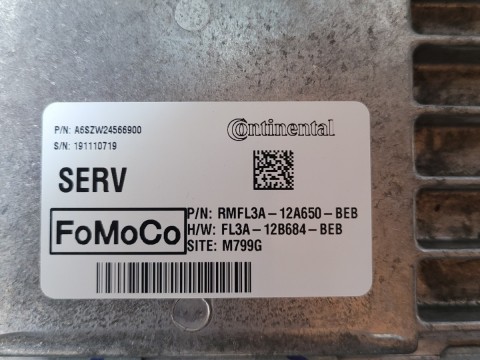 P/N: A6SZW24566900
Continental
S/N: 191110719
SERV
FoMoCo
P/N: RMFL3A-12A650-BEB
H/W: FL3A-12B684-BEB
SITE: M799G